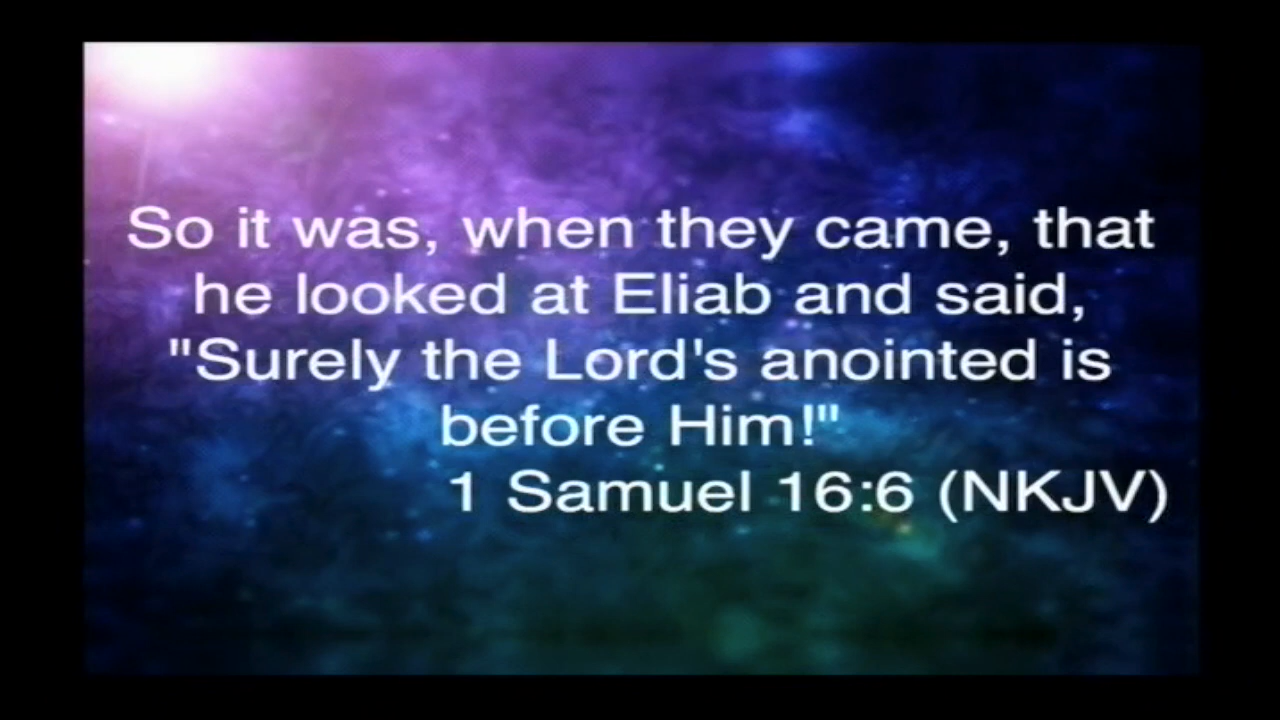 So it was, when they came, that
he looked at Eliab and said,
"Surely the Lord's anointed is
before Him!"
1 Samuel 16:6 (NKJV)